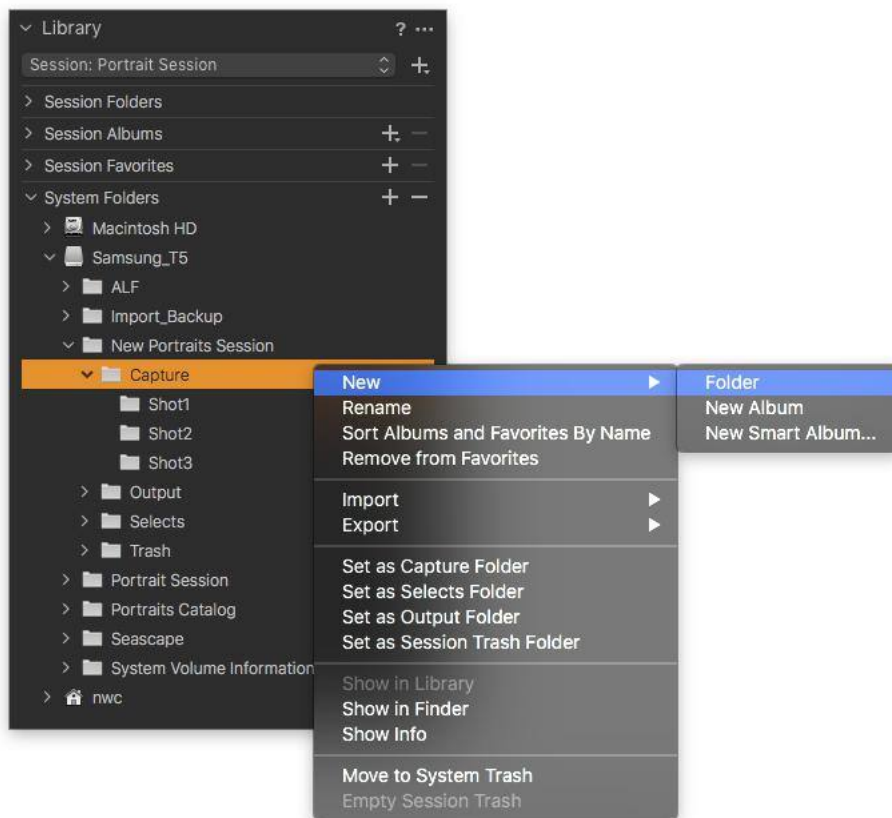 Library ? ...
Session: Portrait Session
Session Folders
Session Albums
Session Favorites
System Folders
Macintosh HD
Samsung_T5
ALF
Import_Backup
New Portraits Session
Capture
Shot1
Shot2
Shot3
Output
Selects
Trash
Portrait Session
Portraits Catalog
Seascape
System Volume Information
nwc
New
Rename
Sort Albums and Favorites By Name
Remove from Favorites
Import
Export
Set as Capture Folder
Set as Selects Folder
Set as Output Folder
Set as Session Trash Folder
Show in Library
Show in Finder
Show Info
Move to System Trash
Empty Session Trash
Folder
New Album
New Smart Album...